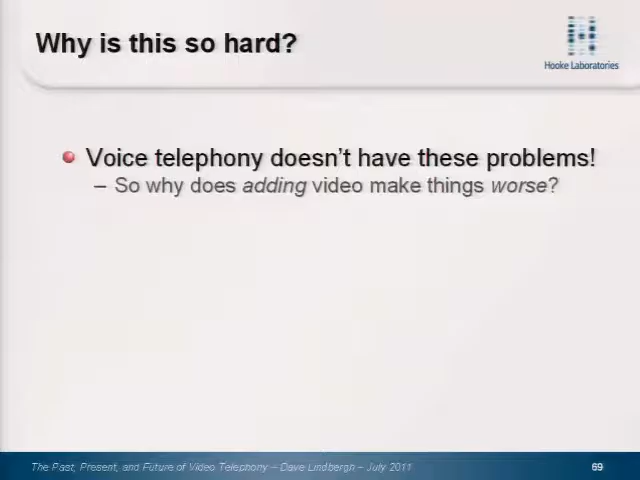 Why is this so hard?
Hooke Laboratories
Voice telephony doesn't have these problems!
– So why does adding video make things worse?
The Past, Present, and Future of Video Telephony – Dave Lindbergh – July 2011
69